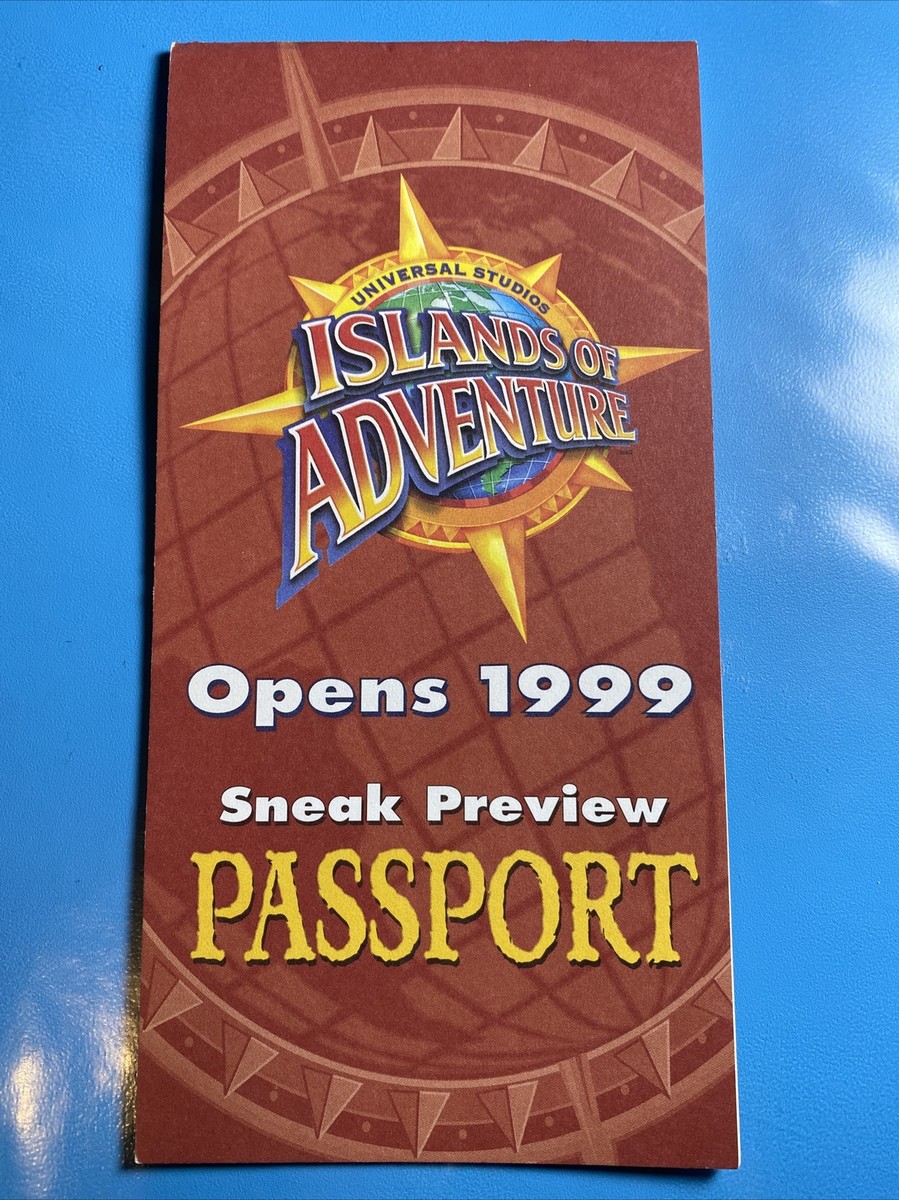 UNIVERSAL STUDIOS
ISLANDS OF
ADVENTURE
Opens 1999
Sneak Preview
PASSPORT